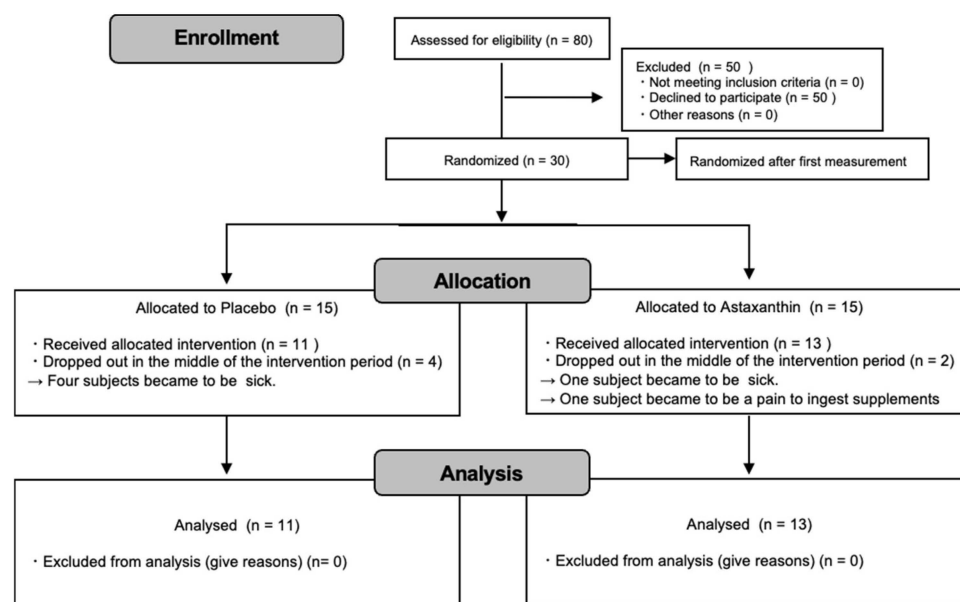 Enrollment
Assessed for eligibility (n = 80)
Excluded (n = 50 )
・Not meeting inclusion criteria (n = 0)
・Declined to participate (n = 50 )
・Other reasons (n = 0)
Randomized (n = 30)
Randomized after first measurement
Allocation
Allocated to Placebo (n = 15)
・Received allocated intervention (n = 11 )
・Dropped out in the middle of the intervention period (n = 4)
→ Four subjects became to be sick.
Allocated to Astaxanthin (n = 15)
・Received allocated intervention (n = 13 )
・Dropped out in the middle of the intervention period (n = 2)
→ One subject became to be sick.
→ One subject became to be a pain to ingest supplements
Analysis
Analysed (n = 11)
・Excluded from analysis (give reasons) (n= 0)
Analysed (n = 13)
・Excluded from analysis (give reasons) (n = 0)